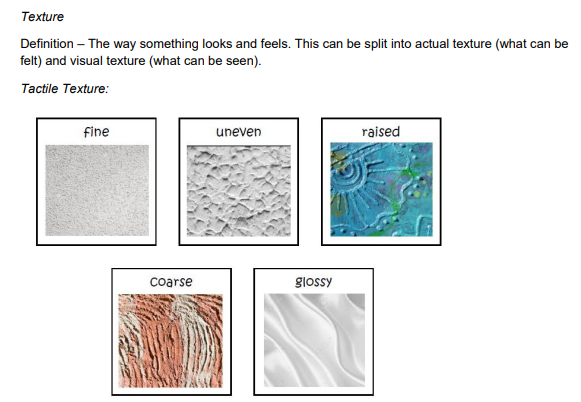 Texture
Definition – The way something looks and feels. This can be split into actual texture (what can be
felt) and visual texture (what can be seen).
Tactile Texture:
fine uneven raised
coarse glossy